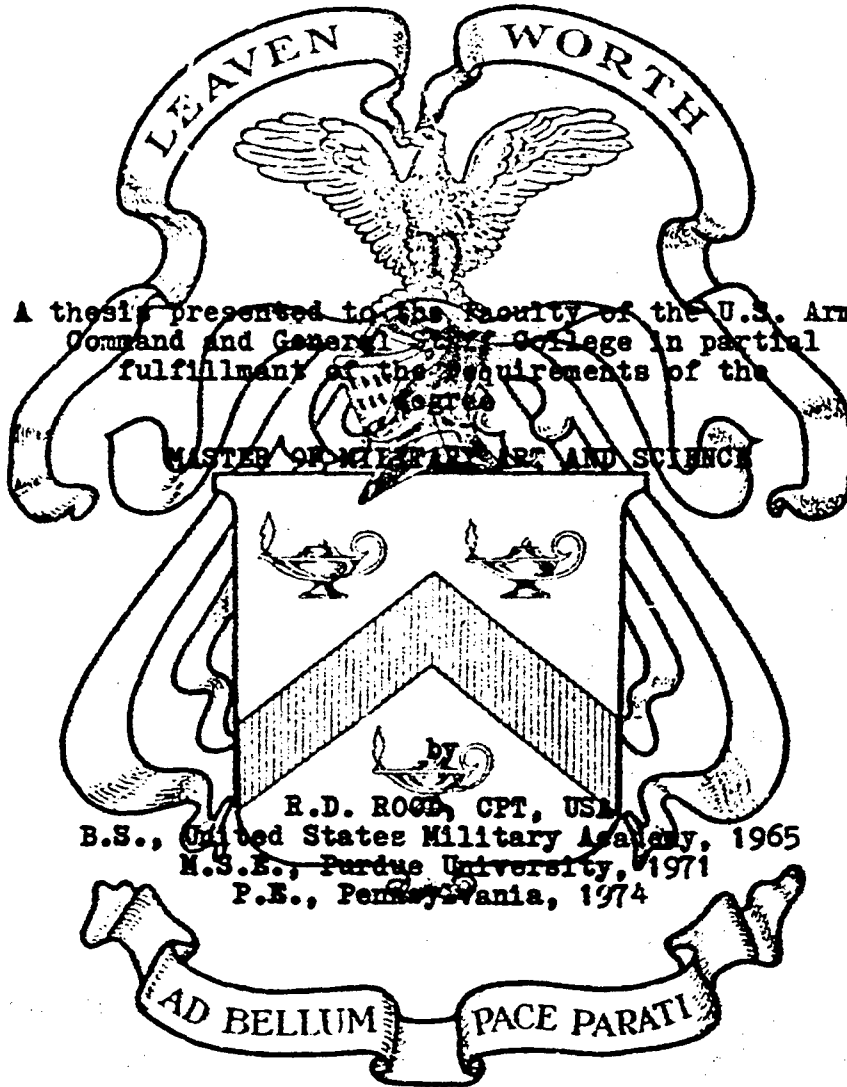 LEAVEN WORTH
A thesis presented to the Faculty of the U.S. Arm
Command and General Staff College in partial
fulfillment of the requirements of the
degree
MASTER OF MILITARY ART AND SCIENCE
by
R.D. ROOD, CPT, USA
B.S., United States Military Academy, 1965
M.S.E., Purdue University, 1971
P.E., Pennsylvania, 1974
AD BELLUM PACE PARATI